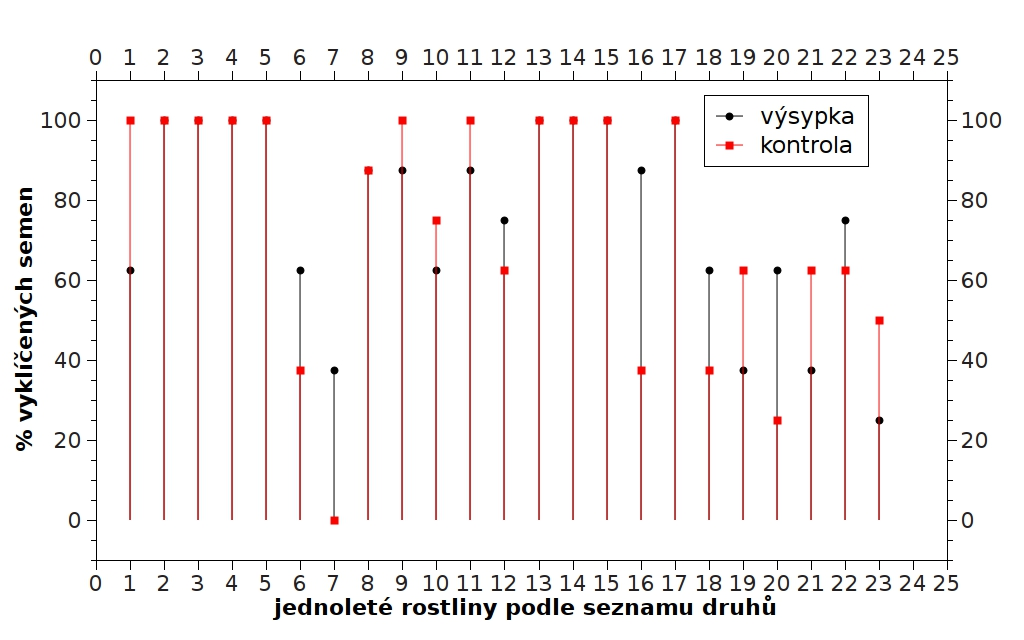 0 1 2 3 4 5 6 7 8 9 10 11 12 13 14 15 16 17 18 19 20 21 22 23 24 25
výsypka
kontrola
100 100
80 80
60 60
40 40
20 20
0 0
% vyklíčených semen
0 1 2 3 4 5 6 7 8 9 10 11 12 13 14 15 16 17 18 19 20 21 22 23 24 25
jednoleté rostliny podle seznamu druhů